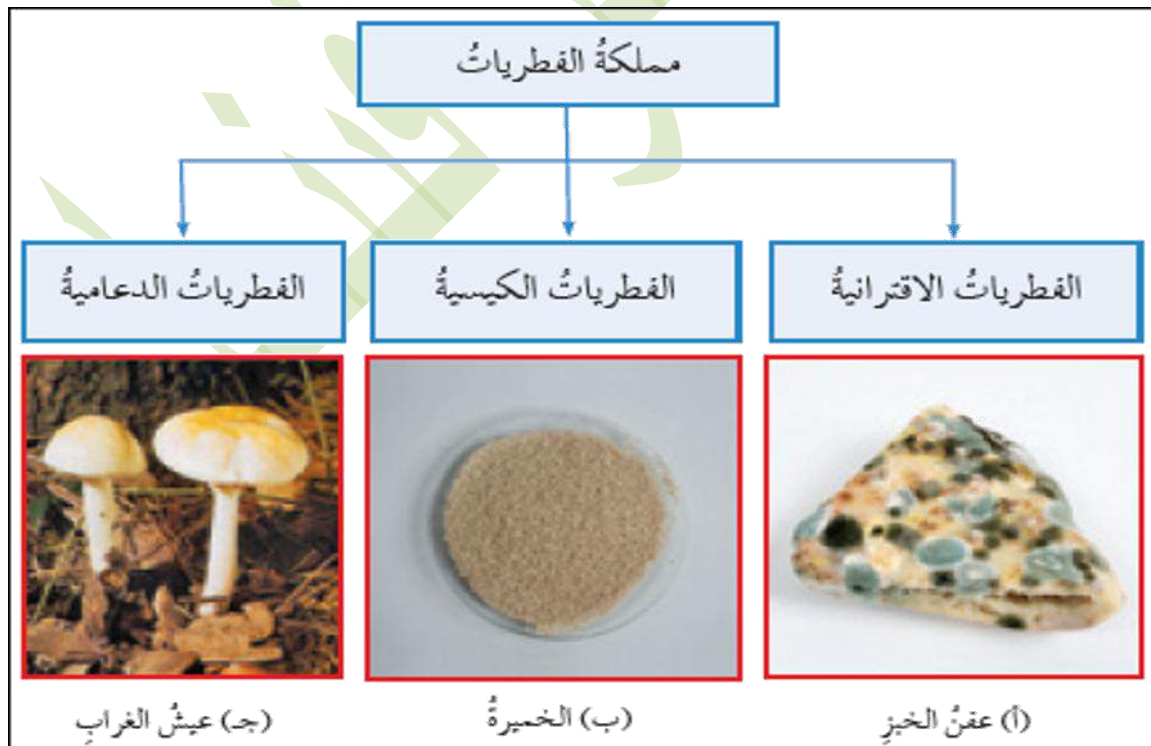 مملكةُ الفطرياتُ
الفطرياتُ الاقترانيةُ
الفطرياتُ الكيسيةُ
الفطرياتُ الدعاميةُ
(أ) عفنُ الخبزِ
(ب) الخميرةُ
(جـ) عيشُ الغرابِ